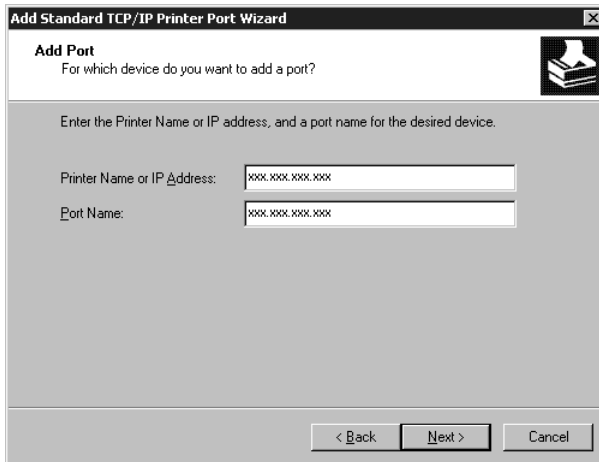 Add Standard TCP/IP Printer Port Wizard
Add Port
For which device do you want to add a port?
Enter the Printer Name or IP address, and a port name for the desired device.
Printer Name or IP Address: xxx.xxx.xxx.xxx
Port Name: xxx.xxx.xxx.xxx
< Back Next > Cancel